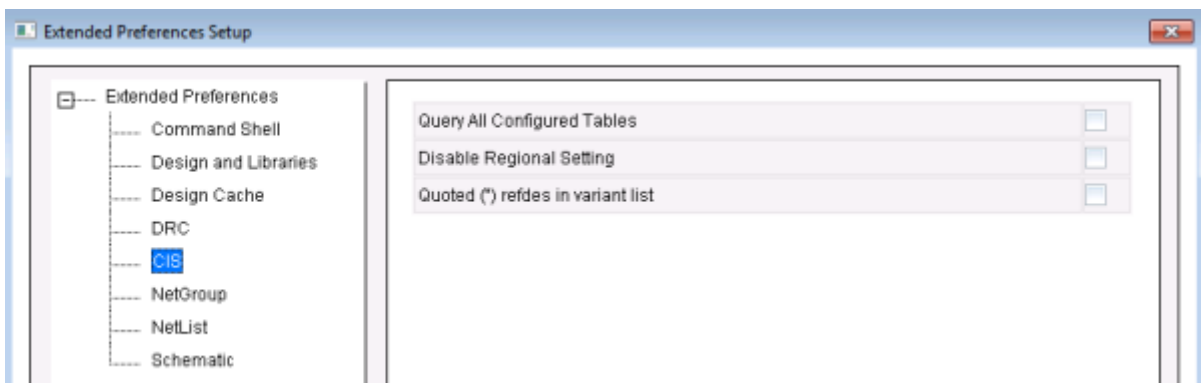 Extended Preferences Setup
Extended Preferences
Command Shell
Design and Libraries
Design Cache
DRC
CIS
NetGroup
NetList
Schematic
Query All Configured Tables
Disable Regional Setting
Quoted (") refdes in variant list